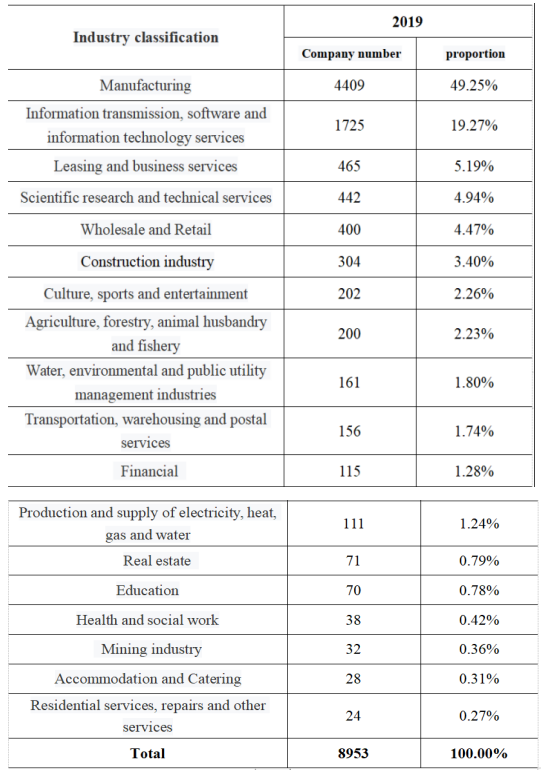 Industry classification
2019
Company number
proportion
Manufacturing 4409 49.25%
Information transmission, software and
information technology services
1725 19.27%
Leasing and business services 465 5.19%
Scientific research and technical services 442 4.94%
Wholesale and Retail 400 4.47%
Construction industry 304 3.40%
Culture, sports and entertainment 202 2.26%
Agriculture, forestry, animal husbandry
and fishery
200 2.23%
Water, environmental and public utility
management industries
161 1.80%
Transportation, warehousing and postal
services
156 1.74%
Financial 115 1.28%
Production and supply of electricity, heat,
gas and water
111 1.24%
Real estate 71 0.79%
Education 70 0.78%
Health and social work 38 0.42%
Mining industry 32 0.36%
Accommodation and Catering 28 0.31%
Residential services, repairs and other
services
24 0.27%
Total 8953 100.00%